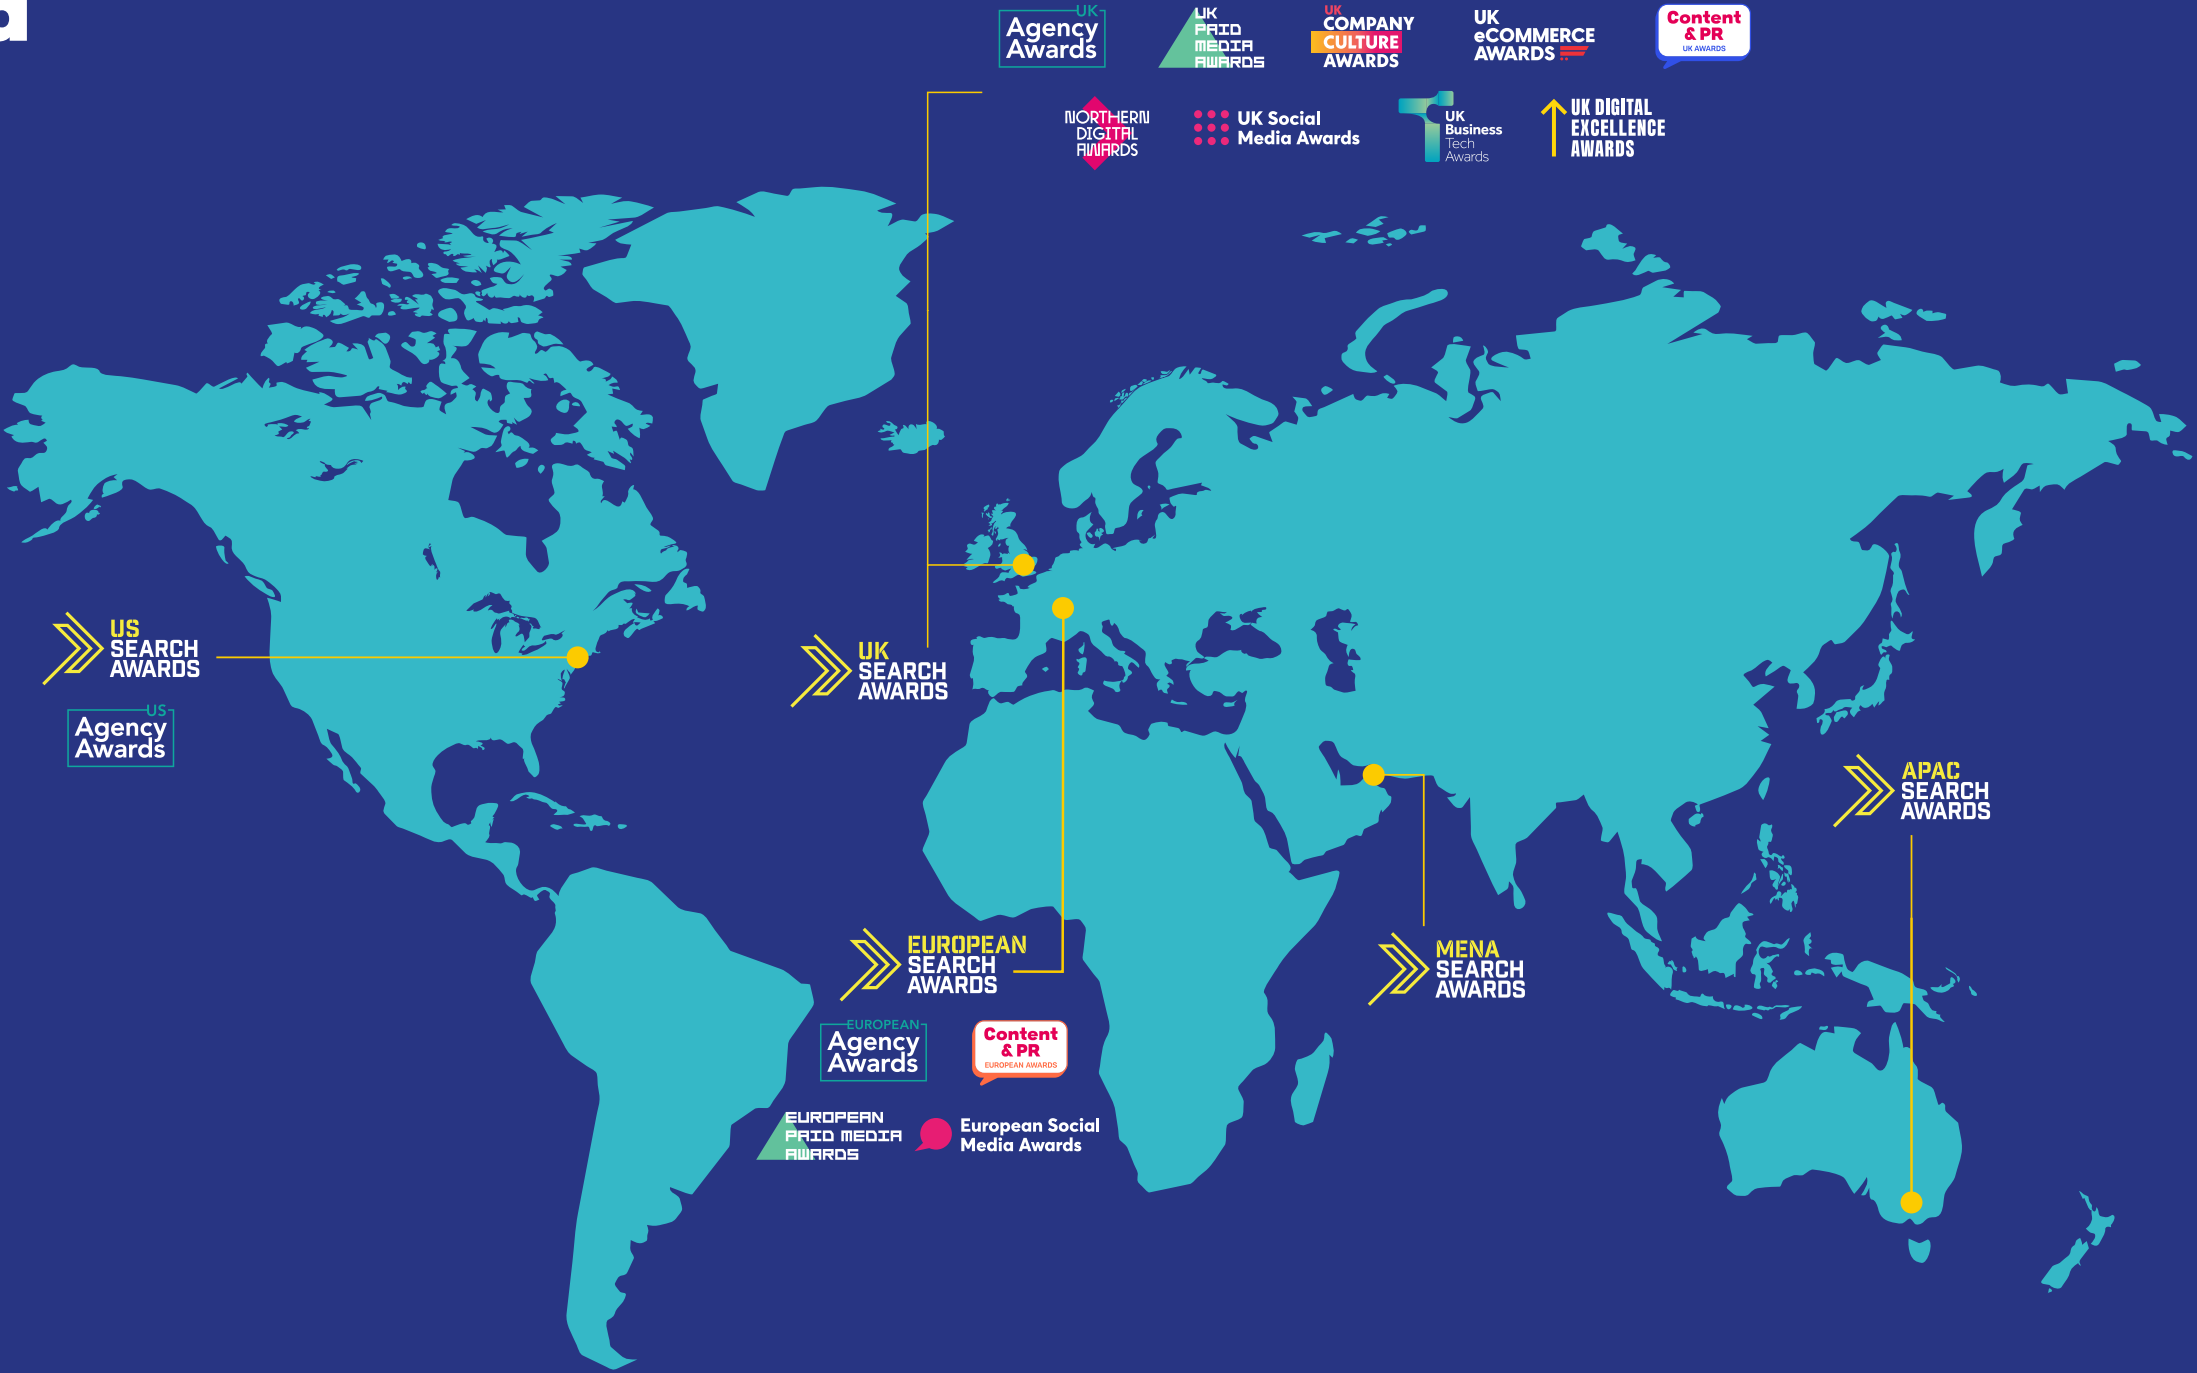 UK
Agency
Awards
UK
PAID
MEDIA
AWARDS
UK
COMPANY
CULTURE
AWARDS
UK
eCOMMERCE
AWARDS
Content
& PR
UK AWARDS
NORTHERN
DIGITAL
AWARDS
UK Social
Media Awards
UK
Business
Tech
Awards
UK DIGITAL
EXCELLENCE
AWARDS
US
SEARCH
AWARDS
US
Agency
Awards
UK
SEARCH
AWARDS
APAC
SEARCH
AWARDS
EUROPEAN
SEARCH
AWARDS
MENA
SEARCH
AWARDS
EUROPEAN
Agency
Awards
Content
& PR
EUROPEAN AWARDS
EUROPEAN
PAID MEDIA
AWARDS
European Social
Media Awards